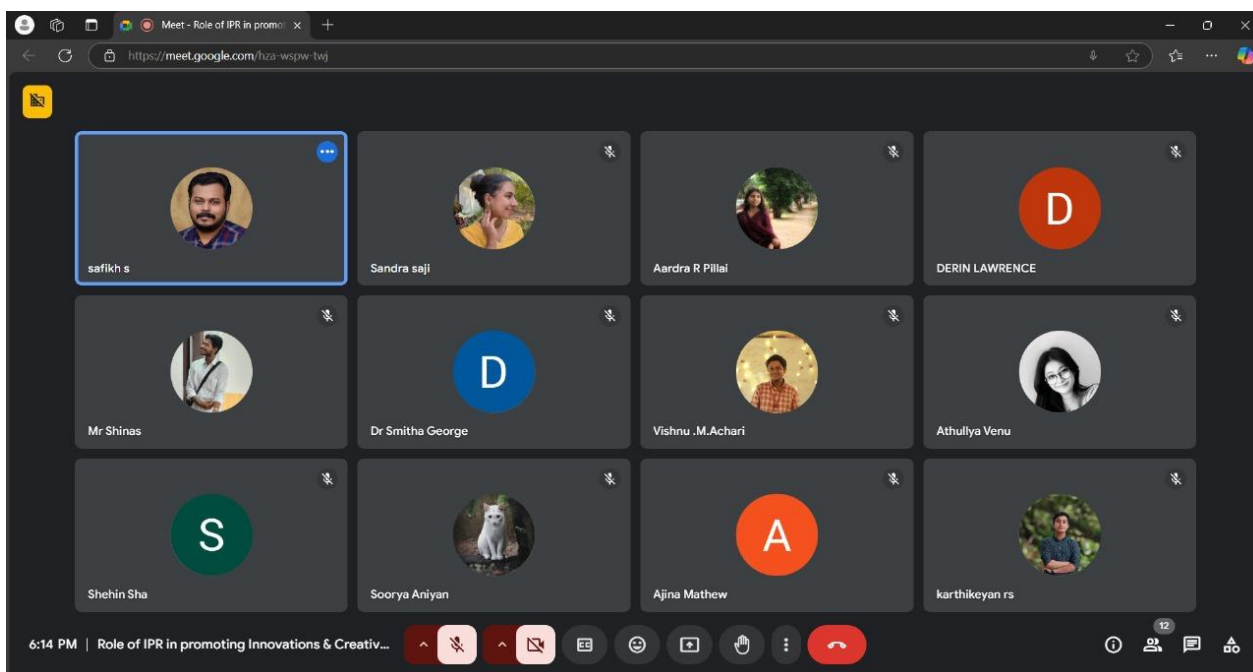 Meet - Role of IPR in promot
https://meet.google.com/hza-wspw-twj
safikh s
Sandra saji
Aardra R Pillai
D
DERIN LAWRENCE
Mr Shinas
D
Dr Smitha George
Vishnu .M.Achari
Athullya Venu
S
Shehin Sha
Soorya Aniyan
A
Ajina Mathew
karthikeyan rs
6:14 PM | Role of IPR in promoting Innovations & Creativ...
12